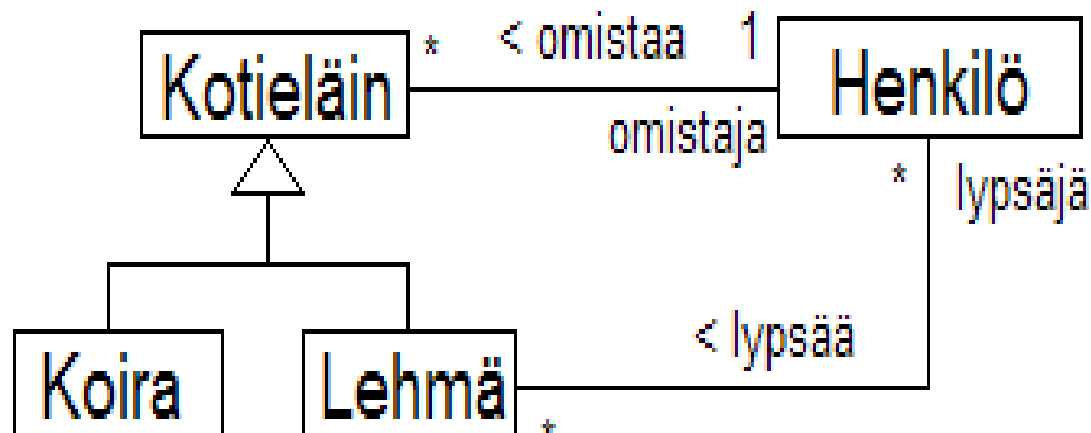 * < omistaa 1
Kotieläin Henkilö
omistaja
* lypsäjä
< lypsää
Koira Lehmä
*